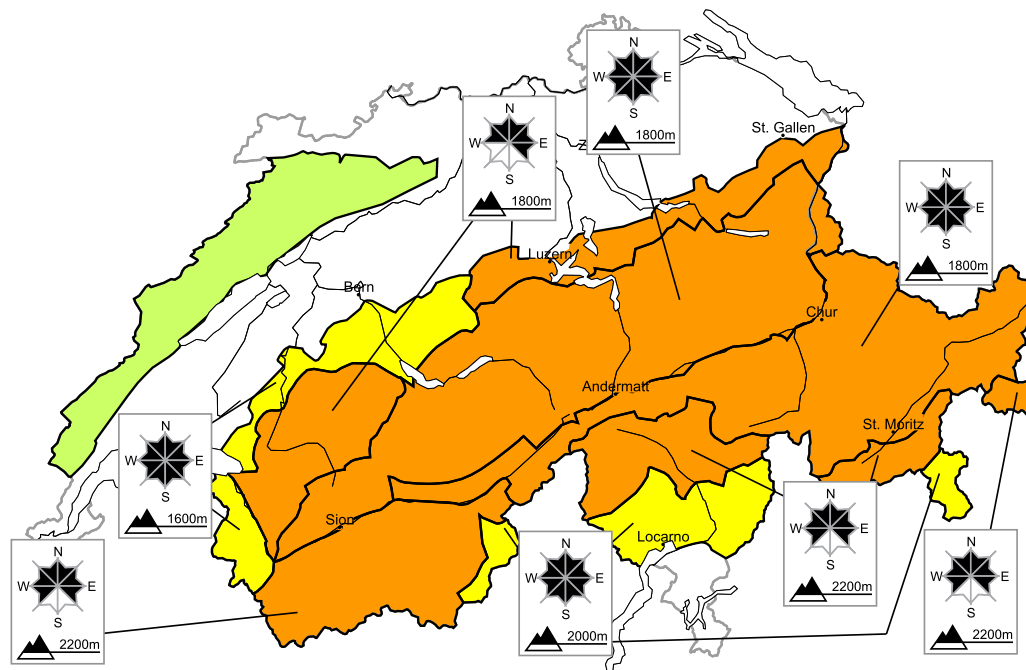 N
W E
S
1800m
St. Gallen
N
W E
S
1800m
Z
N
W E
S
1800m
Luzern
Bern
Chur
Andermatt
St. Moritz
N
W E
S
1600m
Sion
N
W E
S
2200m
Locarno
N
W E
S
2000m
N
W E
S
2200m
N
W E
S
2200m